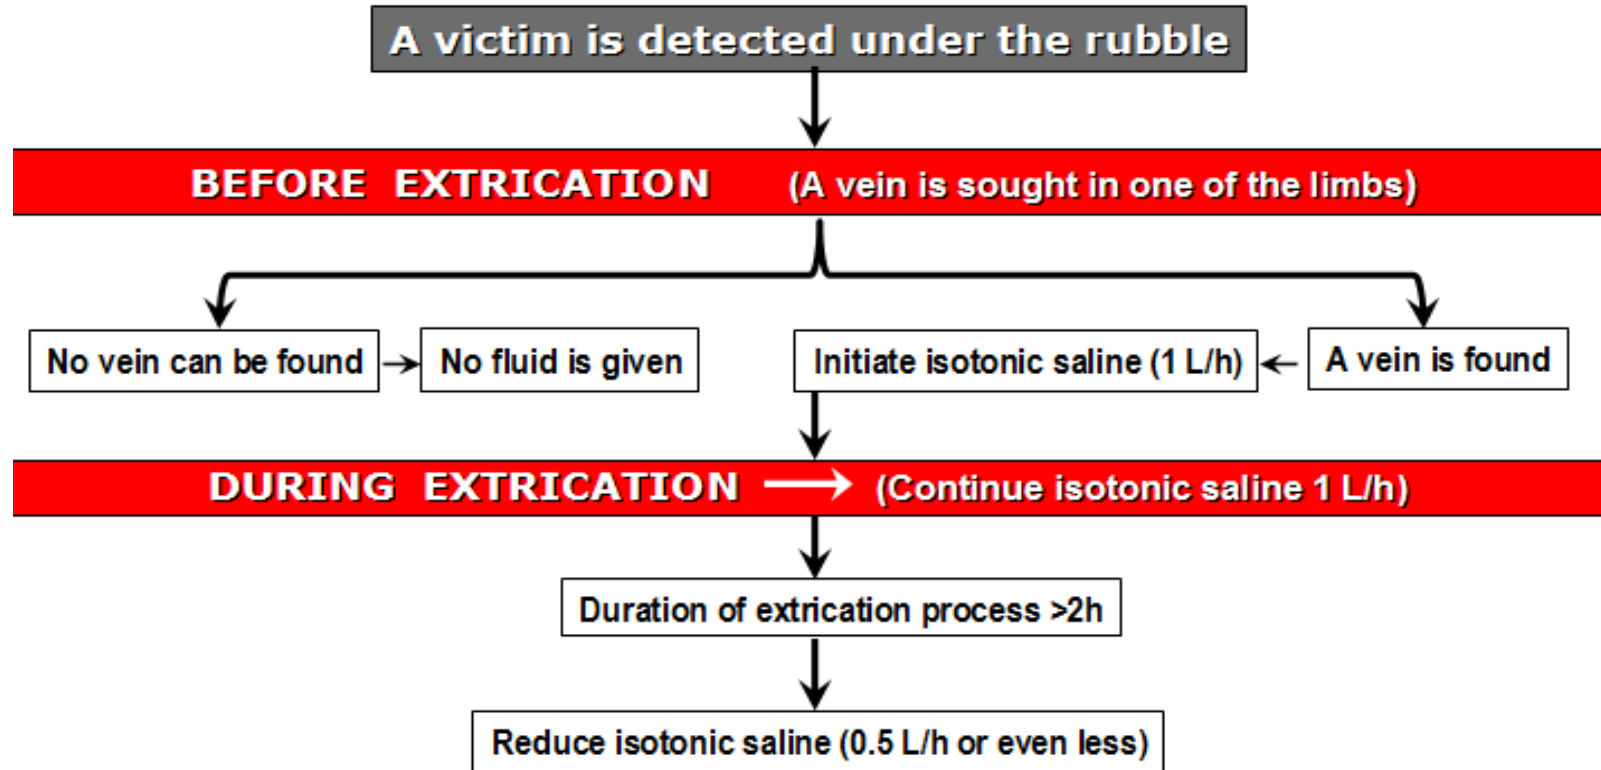 A victim is detected under the rubble
BEFORE EXTRICATION (A vein is sought in one of the limbs)
No vein can be found
No fluid is given
Initiate isotonic saline (1 L/h)
A vein is found
DURING EXTRICATION (Continue isotonic saline 1 L/h)
Duration of extrication process >2h
Reduce isotonic saline (0.5 L/h or even less)